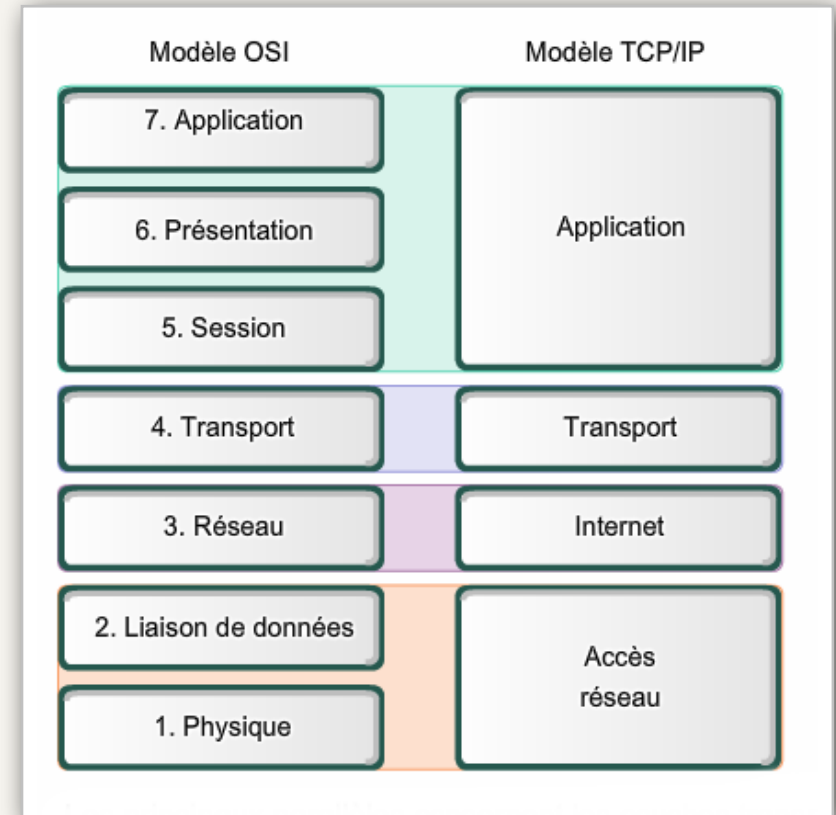 Modèle OSI
Modèle TCP/IP
7. Application
6. Présentation
5. Session
Application
4. Transport
Transport
3. Réseau
Internet
2. Liaison de données
1. Physique
Accès
réseau